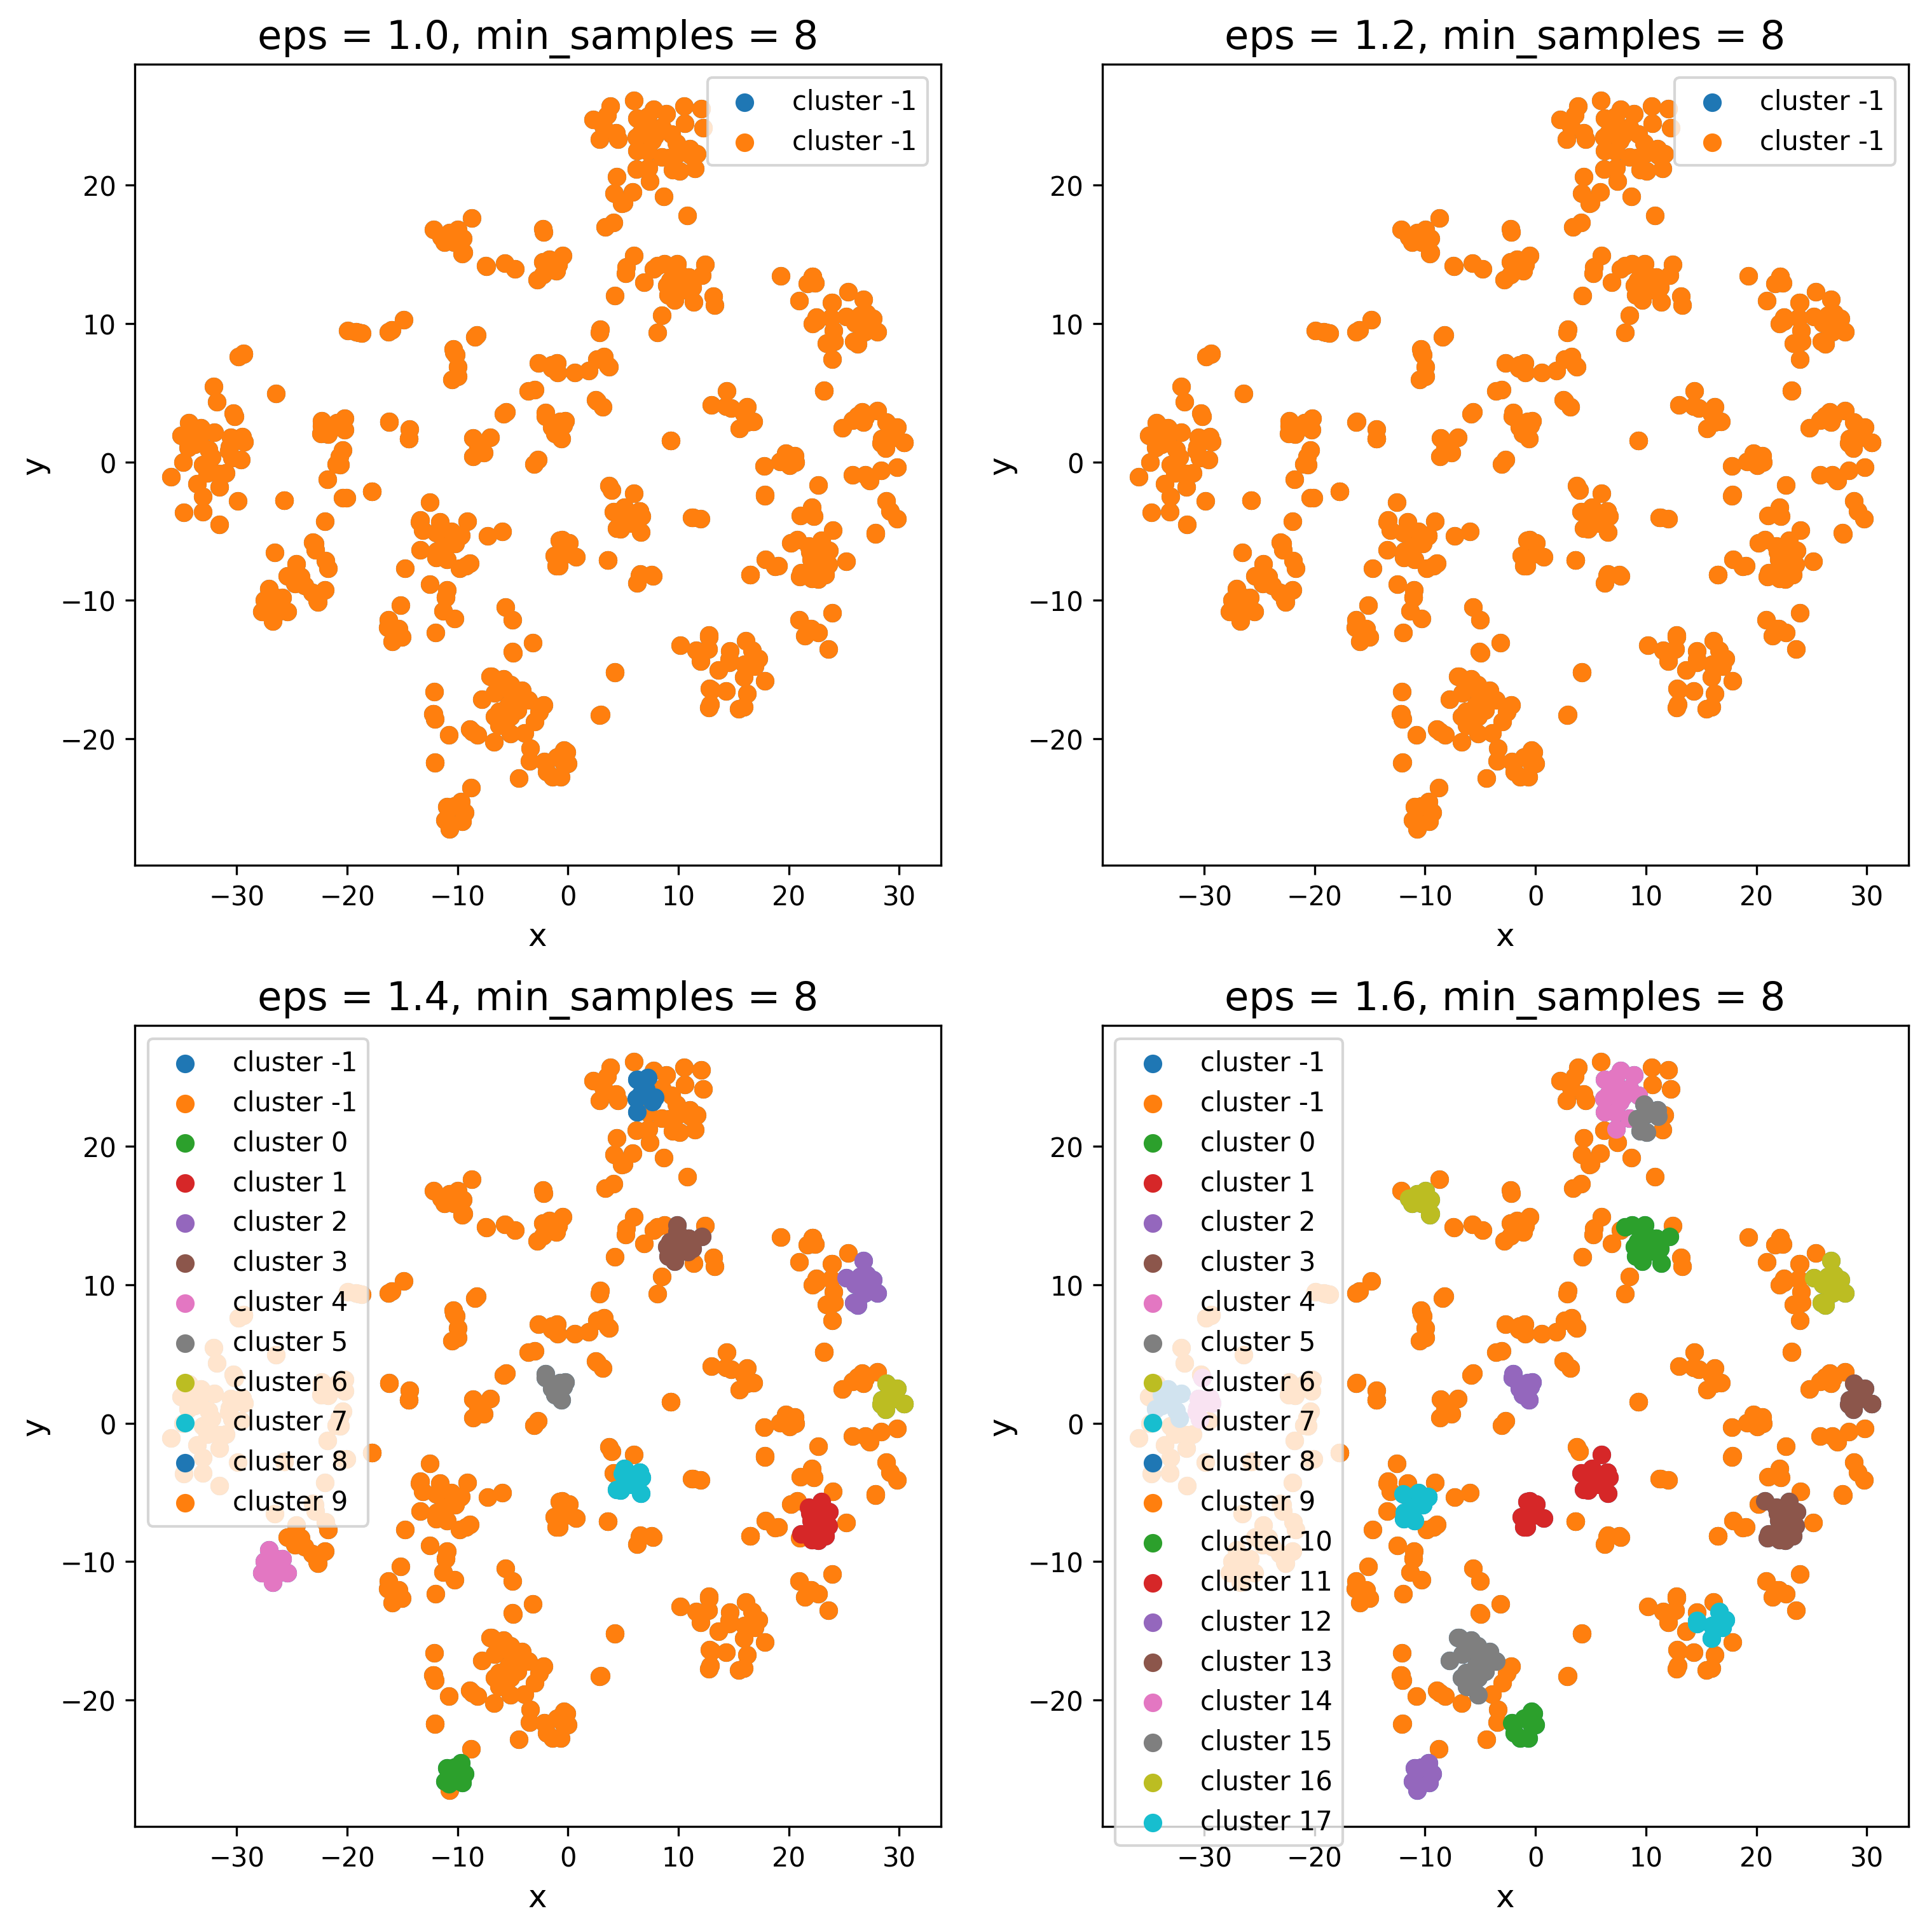 eps = 1.0, min_samples = 8
cluster -1
cluster -1
20
10
0
−10
−20
y
−30
−20
−10
0
10
20
30
x
eps = 1.2, min_samples = 8
cluster -1
cluster -1
20
10
0
−10
−20
y
−30
−20
−10
0
10
20
30
x
eps = 1.4, min_samples = 8
cluster -1
cluster -1
cluster 0
cluster 1
cluster 2
cluster 3
cluster 4
cluster 5
cluster 6
cluster 7
cluster 8
cluster 9
20
10
0
−10
−20
y
−30
−20
−10
0
10
20
30
x
eps = 1.6, min_samples = 8
cluster -1
cluster -1
cluster 0
cluster 1
cluster 2
cluster 3
cluster 4
cluster 5
cluster 6
cluster 7
cluster 8
cluster 9
cluster 10
cluster 11
cluster 12
cluster 13
cluster 14
cluster 15
cluster 16
cluster 17
20
10
0
−10
−20
y
−30
−20
−10
0
10
20
30
x